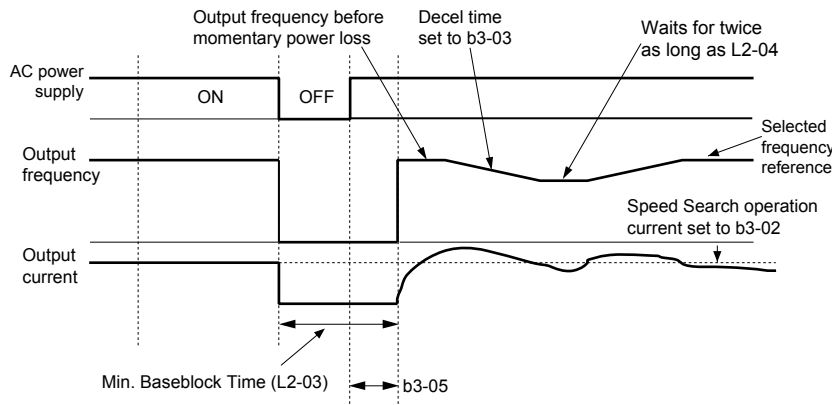 Output frequency before
momentary power loss
Decel time
set to b3-03
Waits for twice
as long as L2-04
AC power
supply
ON
OFF
Output
frequency
Selected
frequency
reference
Speed Search operation
current set to b3-02
Output
current
Min. Baseblock Time (L2-03)
b3-05